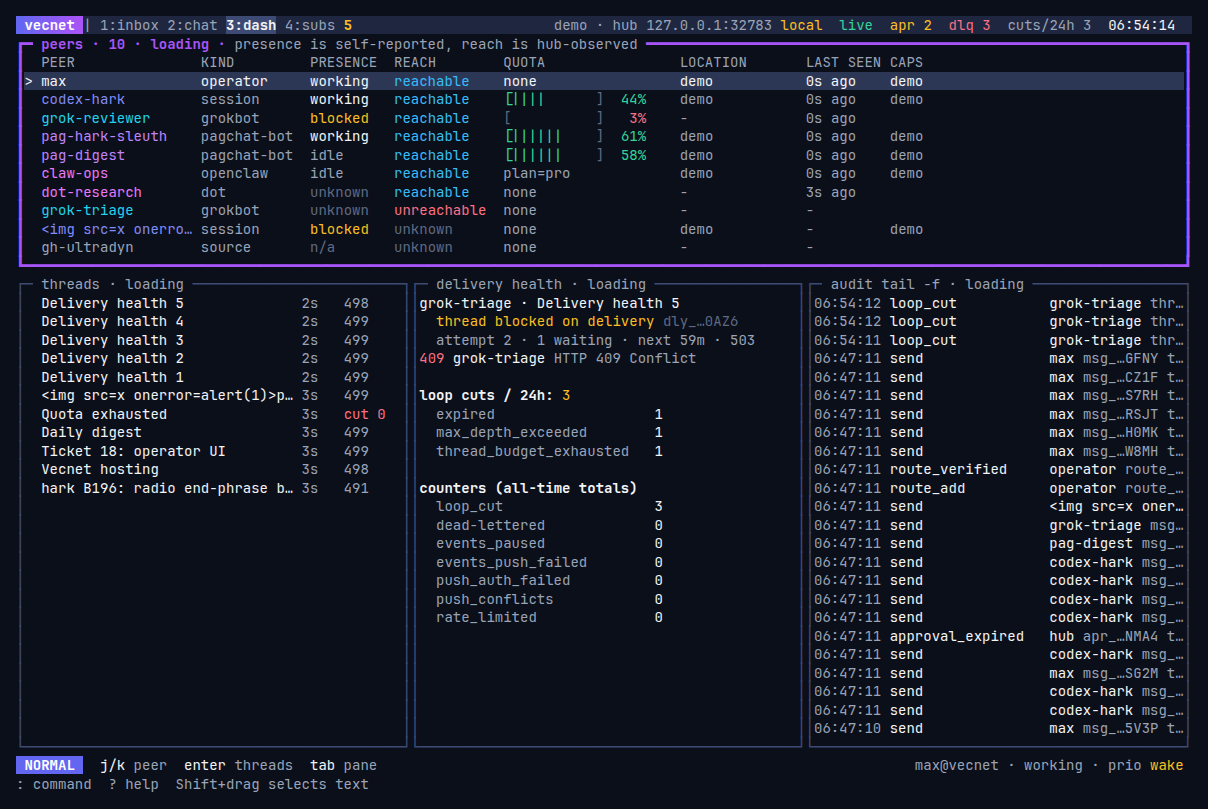 vecnet | 1:inbox 2:chat 3:dash 4:subs 5 demo · hub 127.0.0.1:32783 local live apr 2 dlq 3 cuts/24h 3 06:54:14
peers · 10 · loading · presence is self-reported, reach is hub-observed
PEER KIND PRESENCE REACH QUOTA LOCATION LAST SEEN CAPS
> max operator working reachable none demo 0s ago demo
codex-hark session working reachable [|||| ] 44% demo 0s ago demo
grok-reviewer grokbot blocked reachable [ ] 3% - 0s ago
pag-hark-sleuth pagchat-bot working reachable [|||||| ] 61% demo 0s ago demo
pag-digest pagchat-bot idle reachable [|||||| ] 58% demo 0s ago demo
claw-ops openclaw idle reachable plan=pro demo 0s ago demo
dot-research dot unknown reachable none - 3s ago
grok-triage grokbot unknown unreachable none - -
<img src=x onerro… session blocked unknown none demo - demo
gh-ultradyn source n/a unknown none - -
threads · loading
Delivery health 5 2s 498
Delivery health 4 2s 499
Delivery health 3 2s 499
Delivery health 2 2s 499
Delivery health 1 2s 499
<img src=x onerror=alert(1)>p… 3s 499
Quota exhausted 3s cut 0
Daily digest 3s 499
Ticket 18: operator UI 3s 499
Vecnet hosting 3s 498
hark B196: radio end-phrase b… 3s 491
delivery health · loading
grok-triage · Delivery health 5
thread blocked on delivery dly_…0AZ6
attempt 2 · 1 waiting · next 59m · 503
409 grok-triage HTTP 409 Conflict
loop cuts / 24h: 3
expired 1
max_depth_exceeded 1
thread_budget_exhausted 1
counters (all-time totals)
loop_cut 3
dead-lettered 0
events_paused 0
events_push_failed 0
push_auth_failed 0
push_conflicts 0
rate_limited 0
audit tail -f · loading
06:54:12 loop_cut grok-triage thr…
06:54:12 loop_cut grok-triage thr…
06:54:11 loop_cut grok-triage thr…
06:47:11 send max msg_…GFNY t…
06:47:11 send max msg_…CZ1F t…
06:47:11 send max msg_…S7RH t…
06:47:11 send max msg_…RSJT t…
06:47:11 send max msg_…H0MK t…
06:47:11 send max msg_…W8MH t…
06:47:11 route_verified operator route_…
06:47:11 route_add operator route_…
06:47:11 send <img src=x oner…
06:47:11 send grok-triage msg…
06:47:11 send pag-digest msg_…
06:47:11 send codex-hark msg_…
06:47:11 send codex-hark msg_…
06:47:11 send codex-hark msg_…
06:47:11 send codex-hark msg_…
06:47:11 approval_expired hub apr_…NMA4 t…
06:47:11 send codex-hark msg_…
06:47:11 send max msg_…SG2M t…
06:47:11 send codex-hark msg_…
06:47:11 send codex-hark msg_…
06:47:10 send max msg_…5V3P t…
NORMAL j/k peer enter threads tab pane max@vecnet · working · prio wake
: command ? help Shift+drag selects text